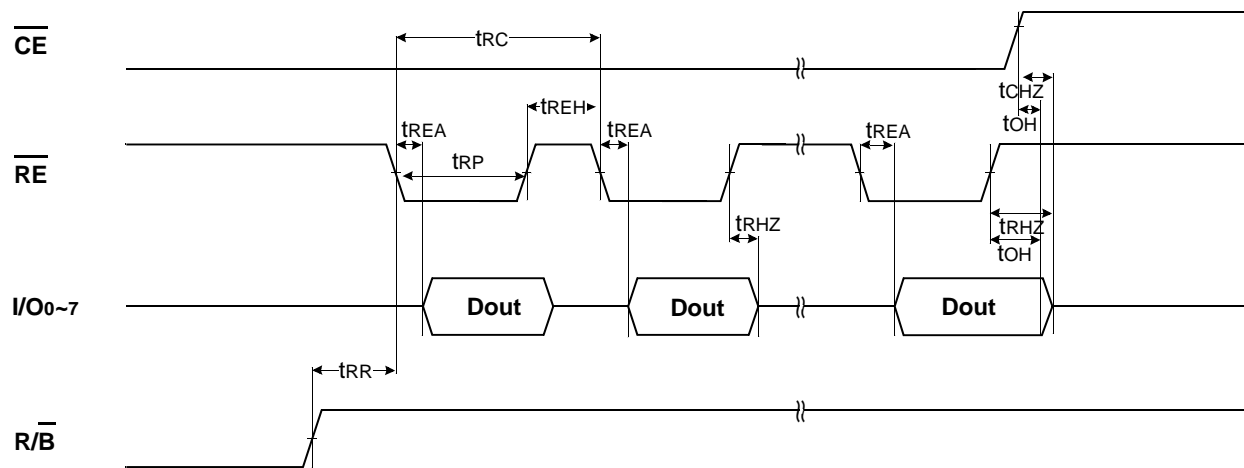 CE
tRC
tCHZ
tREH
tOH
tREA
tREA
tREA
RE
tRP
tRHZ
tRHZ
tOH
I/O0~7
Dout
Dout
Dout
tRR
R/B